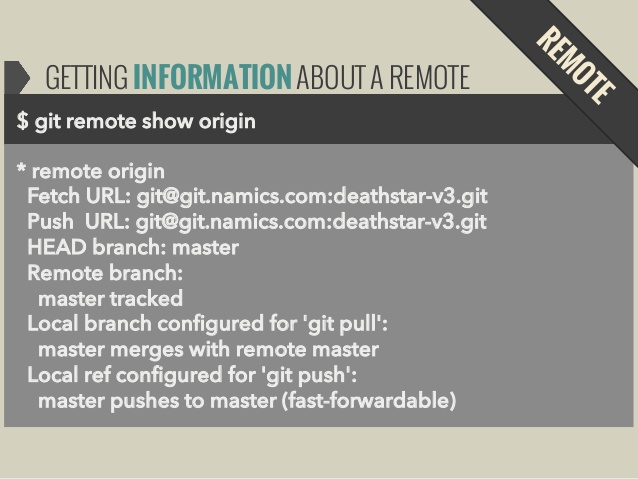 REMOTE
GETTING INFORMATION ABOUT A REMOTE
$ git remote show origin
* remote origin
Fetch URL: git@git.namics.com:deathstar-v3.git
Push URL: git@git.namics.com:deathstar-v3.git
HEAD branch: master
Remote branch:
master tracked
Local branch configured for 'git pull':
master merges with remote master
Local ref configured for 'git push':
master pushes to master (fast-forwardable)